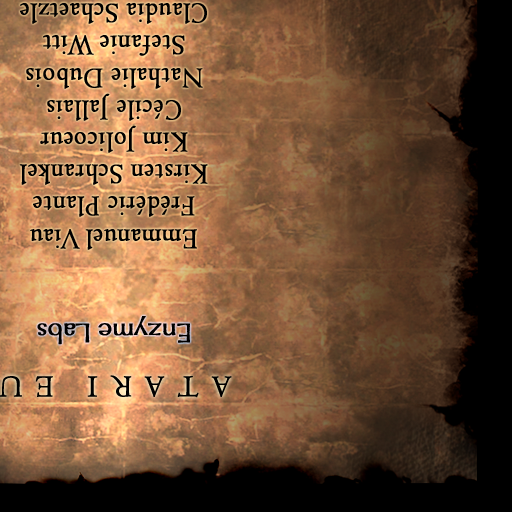 ATARI EU
Enzyme Labs
Emmanuel Viau
Frédéric Plante
Kirsten Schrankel
Kim Jolicoeur
Cécile Jallais
Nathalie Dubois
Stefanie Witt
Claudia Schaetzle